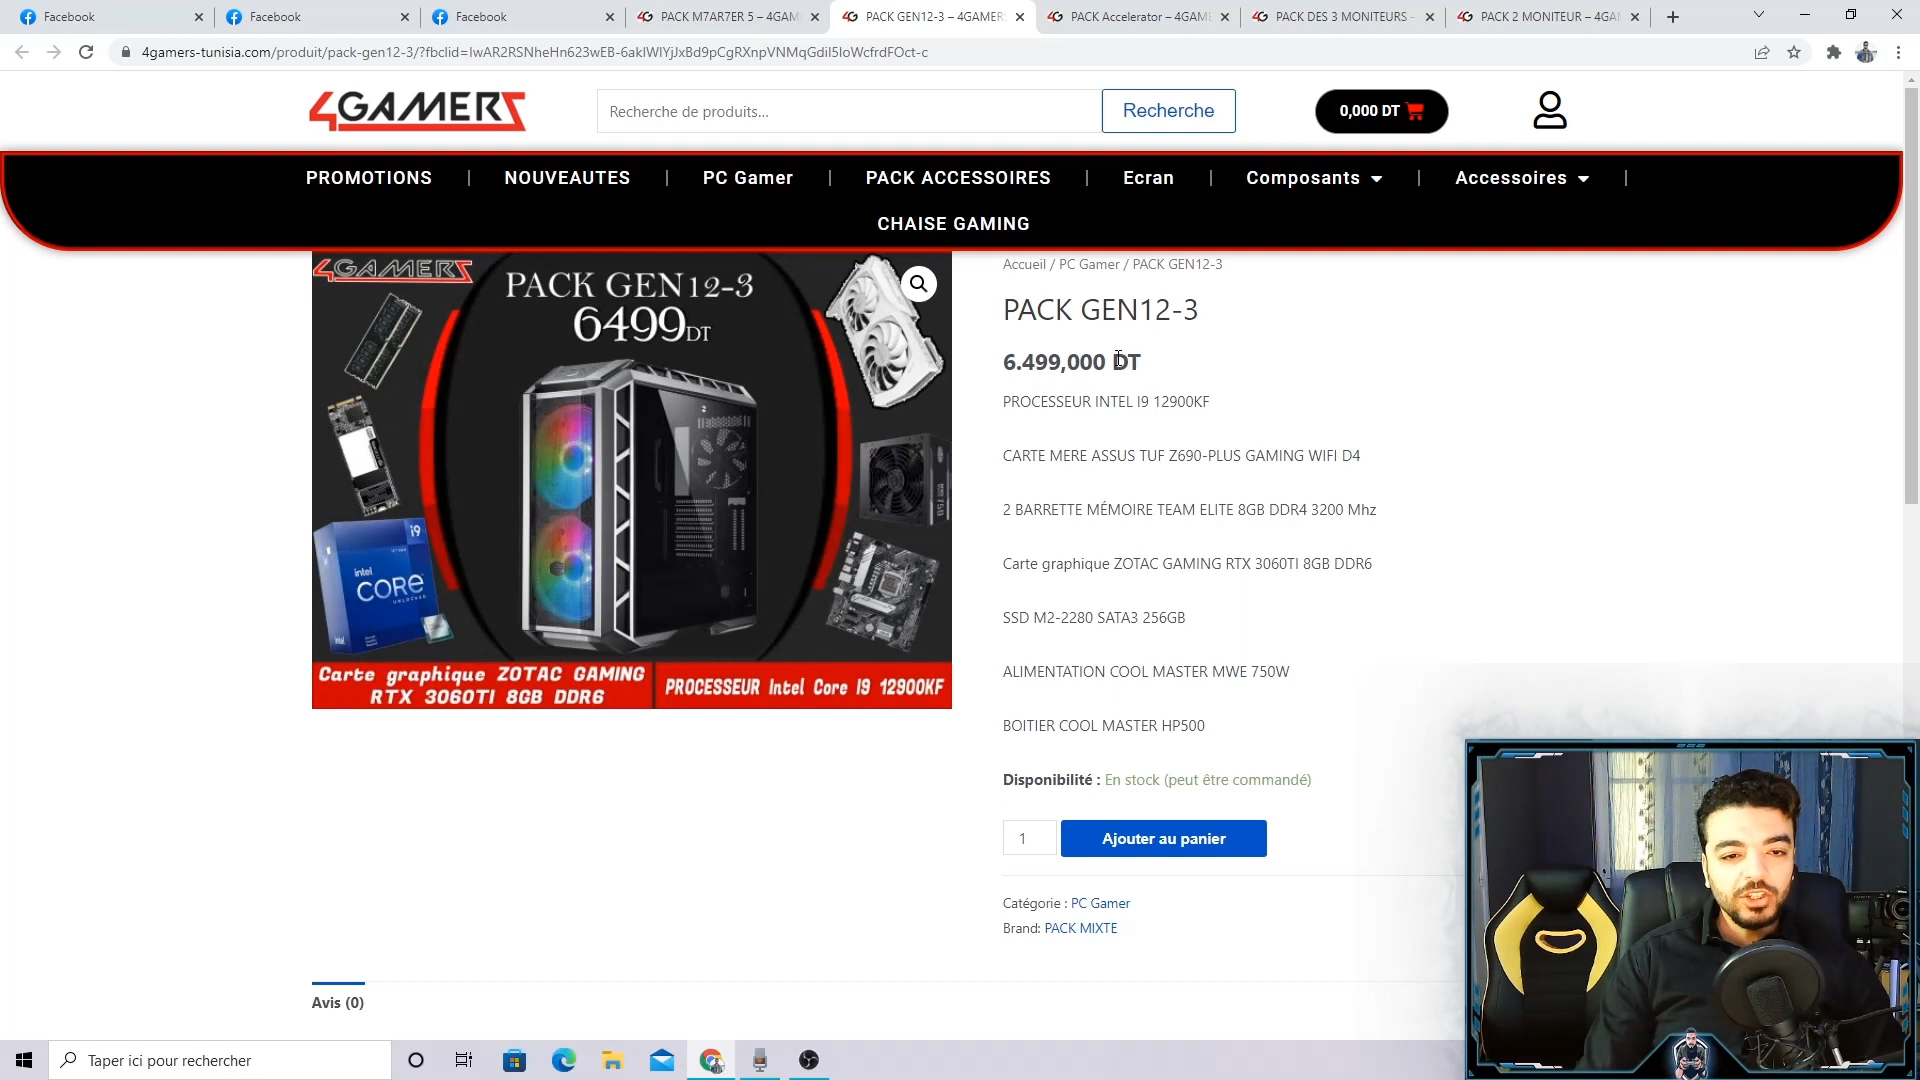 Facebook
Facebook
Facebook
PACK M7AR7ER 5 – 4GAM
PACK GEN12-3 – 4GAMER
PACK Accelerator – 4GAME
PACK DES 3 MONITEURS –
PACK 2 MONITEUR – 4GA
4gamers-tunisia.com/produit/pack-gen12-3/?fbclid=IwAR2RSNheHn623wEB-6aklWIYjJxBd9pCgRXnpVNMqGdiI5IoWcfrdFOct-c
4GAMERZ
Recherche de produits...
Recherche
0,000 DT
PROMOTIONS | NOUVEAUTES | PC Gamer | PACK ACCESSOIRES | Ecran | Composants | Accessoires |
CHAISE GAMING
4GAMERZ
PACK GEN12-3
6499DT
i9
intel
CORE
UNLOCKED
intel
Carte graphique ZOTAC GAMING
RTX 3060TI 8GB DDR6
PROCESSEUR Intel Core I9 12900KF
Accueil / PC Gamer / PACK GEN12-3
PACK GEN12-3
6.499,000 DT
PROCESSEUR INTEL I9 12900KF
CARTE MERE ASSUS TUF Z690-PLUS GAMING WIFI D4
2 BARRETTE MÉMOIRE TEAM ELITE 8GB DDR4 3200 Mhz
Carte graphique ZOTAC GAMING RTX 3060TI 8GB DDR6
SSD M2-2280 SATA3 256GB
ALIMENTATION COOL MASTER MWE 750W
BOITIER COOL MASTER HP500
Disponibilité : En stock (peut être commandé)
1
Ajouter au panier
Catégorie : PC Gamer
Brand: PACK MIXTE
Avis (0)
Taper ici pour rechercher